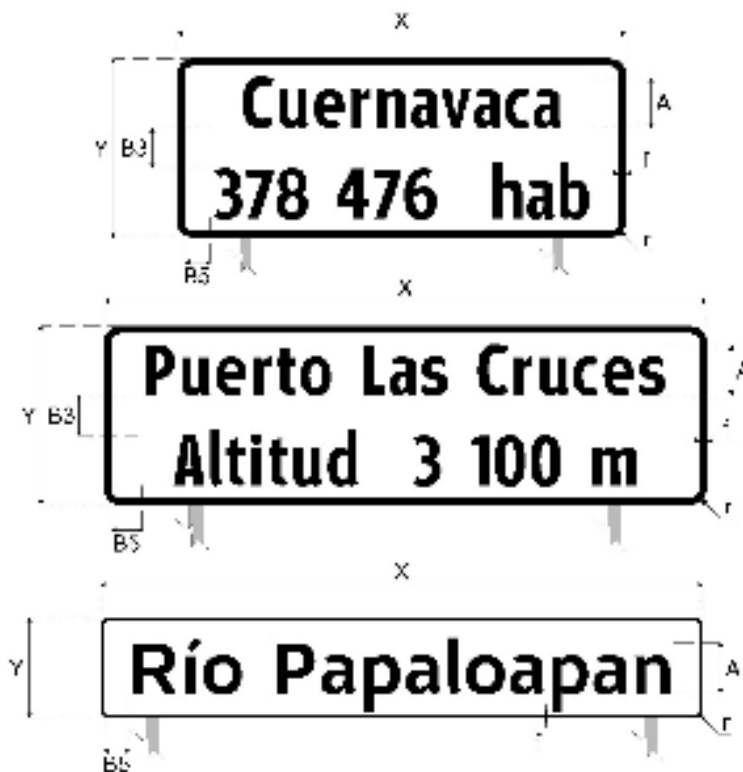 X
Cuernavaca
A
Y B3
r
378 476 hab
r
B5
X
Puerto Las Cruces
A
Y B3
Altitud 3 100 m
r
B5
X
Río Papaloapan
Y
A
r
B5